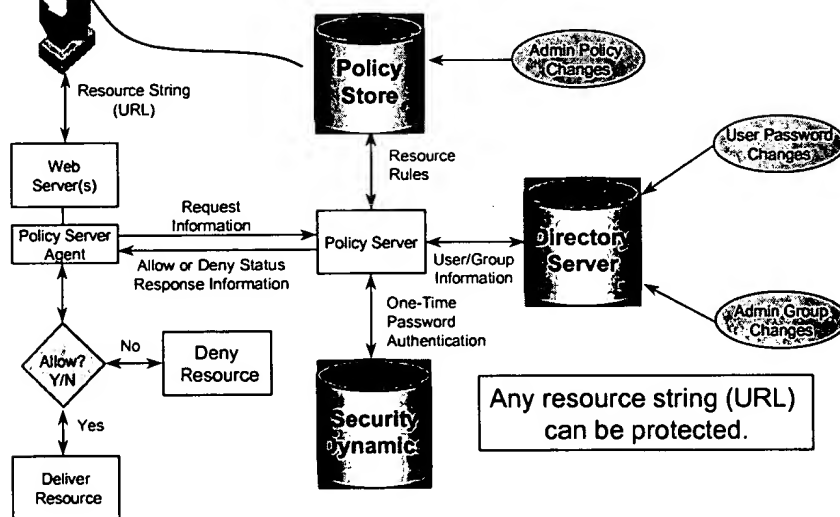 Admin Policy
Changes
Policy
Store
Resource String
(URL)
User Password
Changes
Resource
Rules
Web
Server(s)
Request
Information
Policy Server
Agent
Policy Server
Directory
Server
User/Group
Information
Allow or Deny Status
Response Information
One-Time
Password
Authentication
Admin Group
Changes
Allow?
Y/N
No
Deny
Resource
Security
Dynamic
Any resource string (URL)
can be protected.
Yes
Deliver
Resource